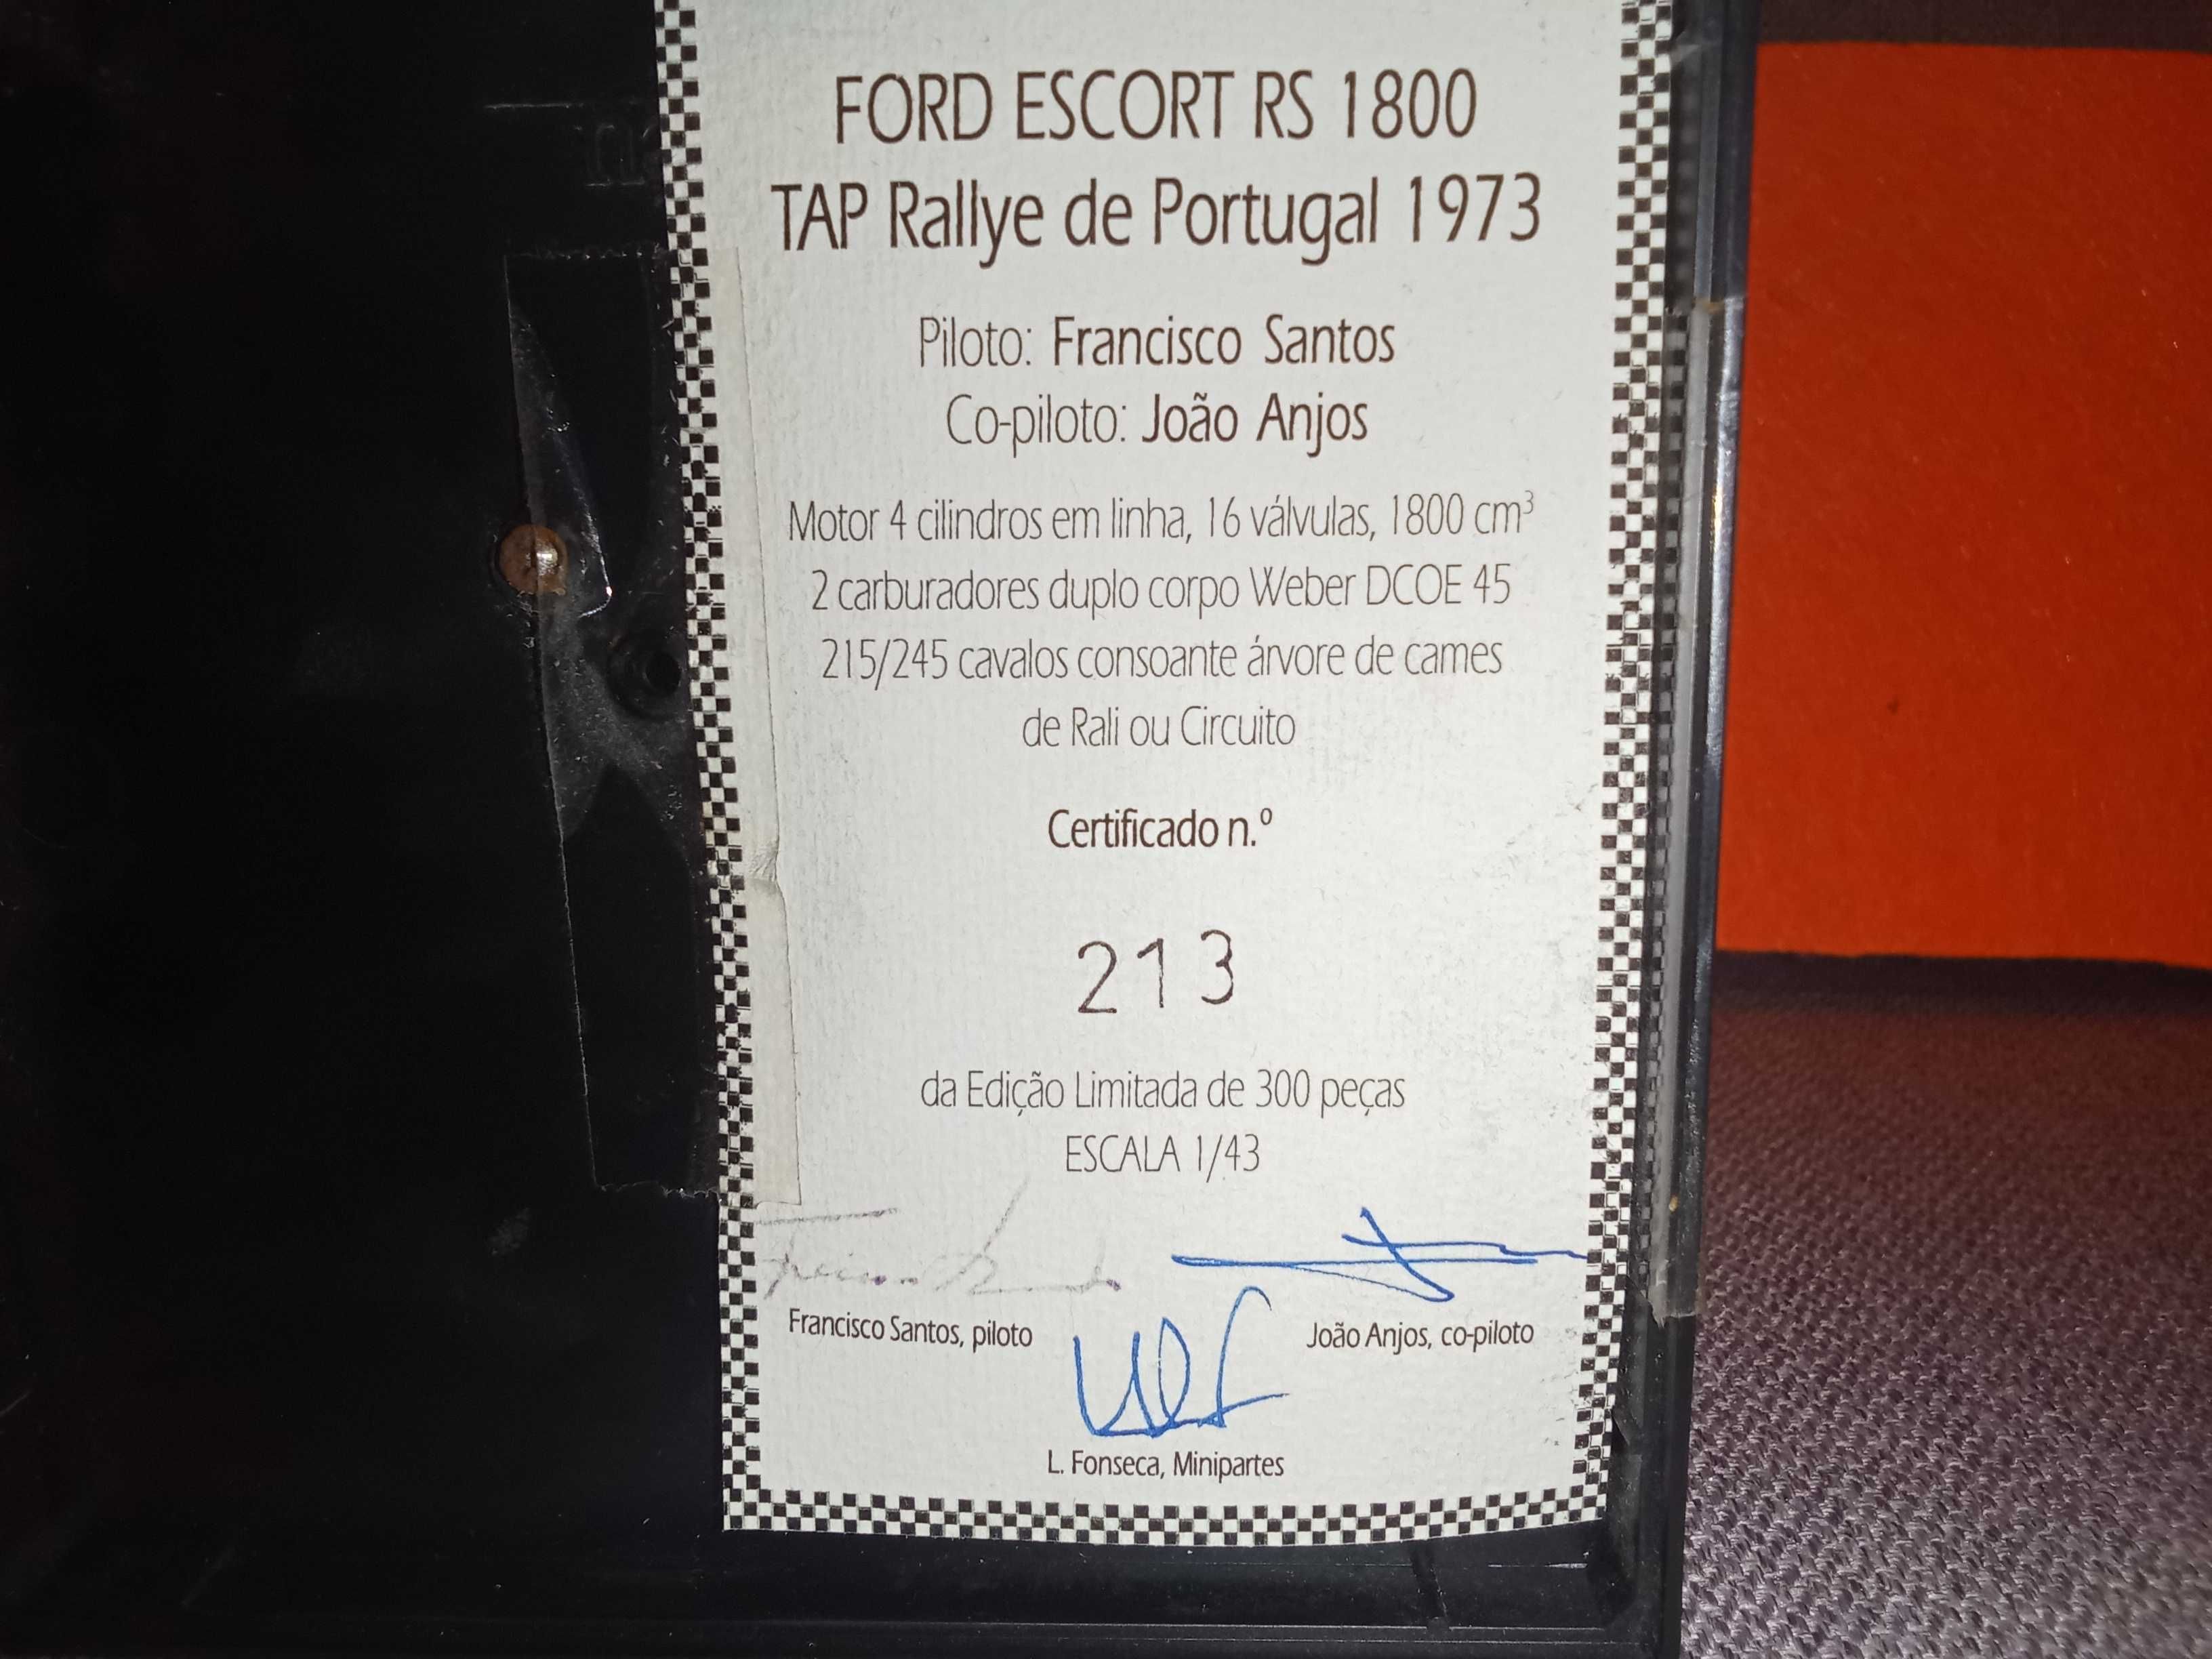 FORD ESCORT RS 1800
TAP Rallye de Portugal 1973
Piloto: Francisco Santos
Co-piloto: João Anjos
Motor 4 cilindros em linha, 16 válvulas, 1800 cm³
2 carburadores duplo corpo Weber DCOE 45
215/245 cavalos consoante árvore de cames
de Rali ou Circuito
Certificado n.º
213
da Edição Limitada de 300 peças
ESCALA 1/43
Francisco Santos, piloto
João Anjos, co-piloto
L. Fonseca, Minipartes